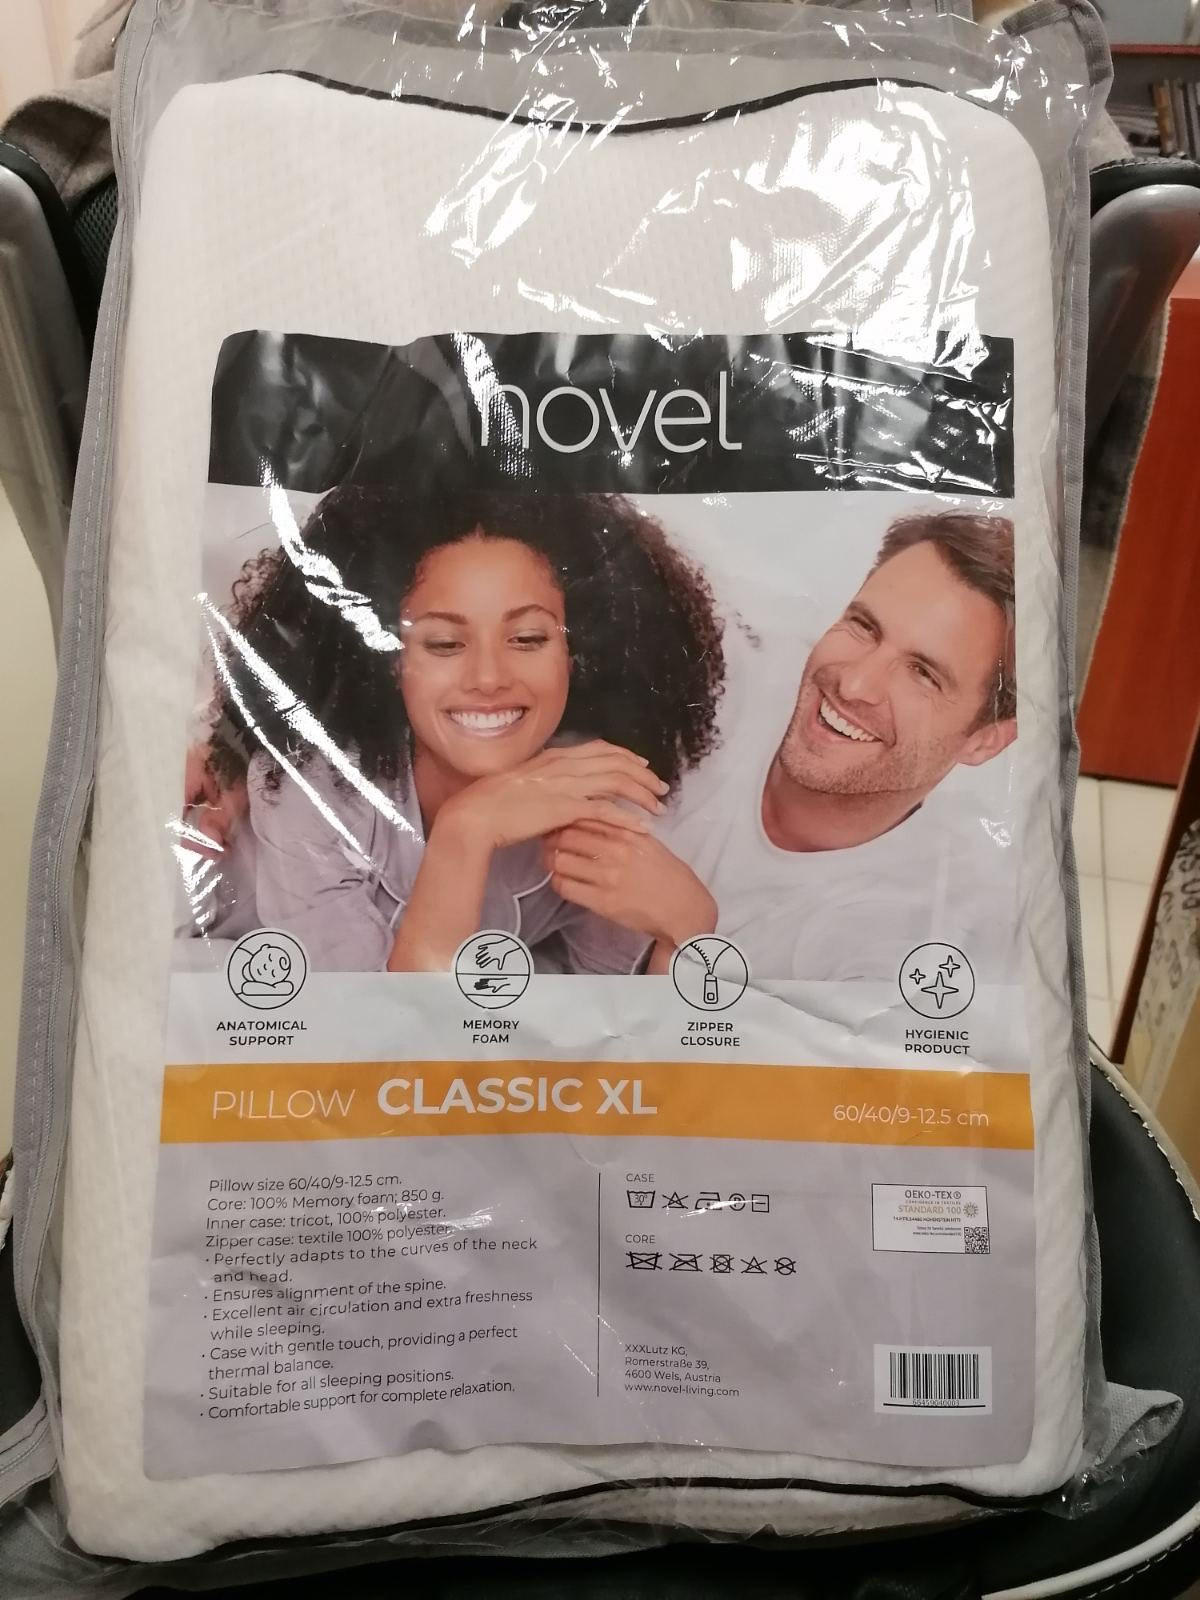 novel
ANATOMICAL
SUPPORT
MEMORY
FOAM
ZIPPER
CLOSURE
HYGIENIC
PRODUCT
PILLOW CLASSIC XL
60/40/9-12.5 cm
Pillow size 60/40/9-12.5 cm.
Core: 100% Memory foam; 850 g.
Inner case: tricot, 100% polyester.
Zipper case: textile 100% polyester.
• Perfectly adapts to the curves of the neck
and head.
• Ensures alignment of the spine.
• Excellent air circulation and extra freshness
while sleeping.
• Case with gentle touch, providing a perfect
thermal balance.
• Suitable for all sleeping positions.
• Comfortable support for complete relaxation.
CASE
30°
CORE
XXXLutz KG,
Romerstraße 39,
4600 Wels, Austria
www.novel-living.com
OEKO-TEX®
CONFIDENCE IN TEXTILES
STANDARD 100
HOHENSTEIN HTTI